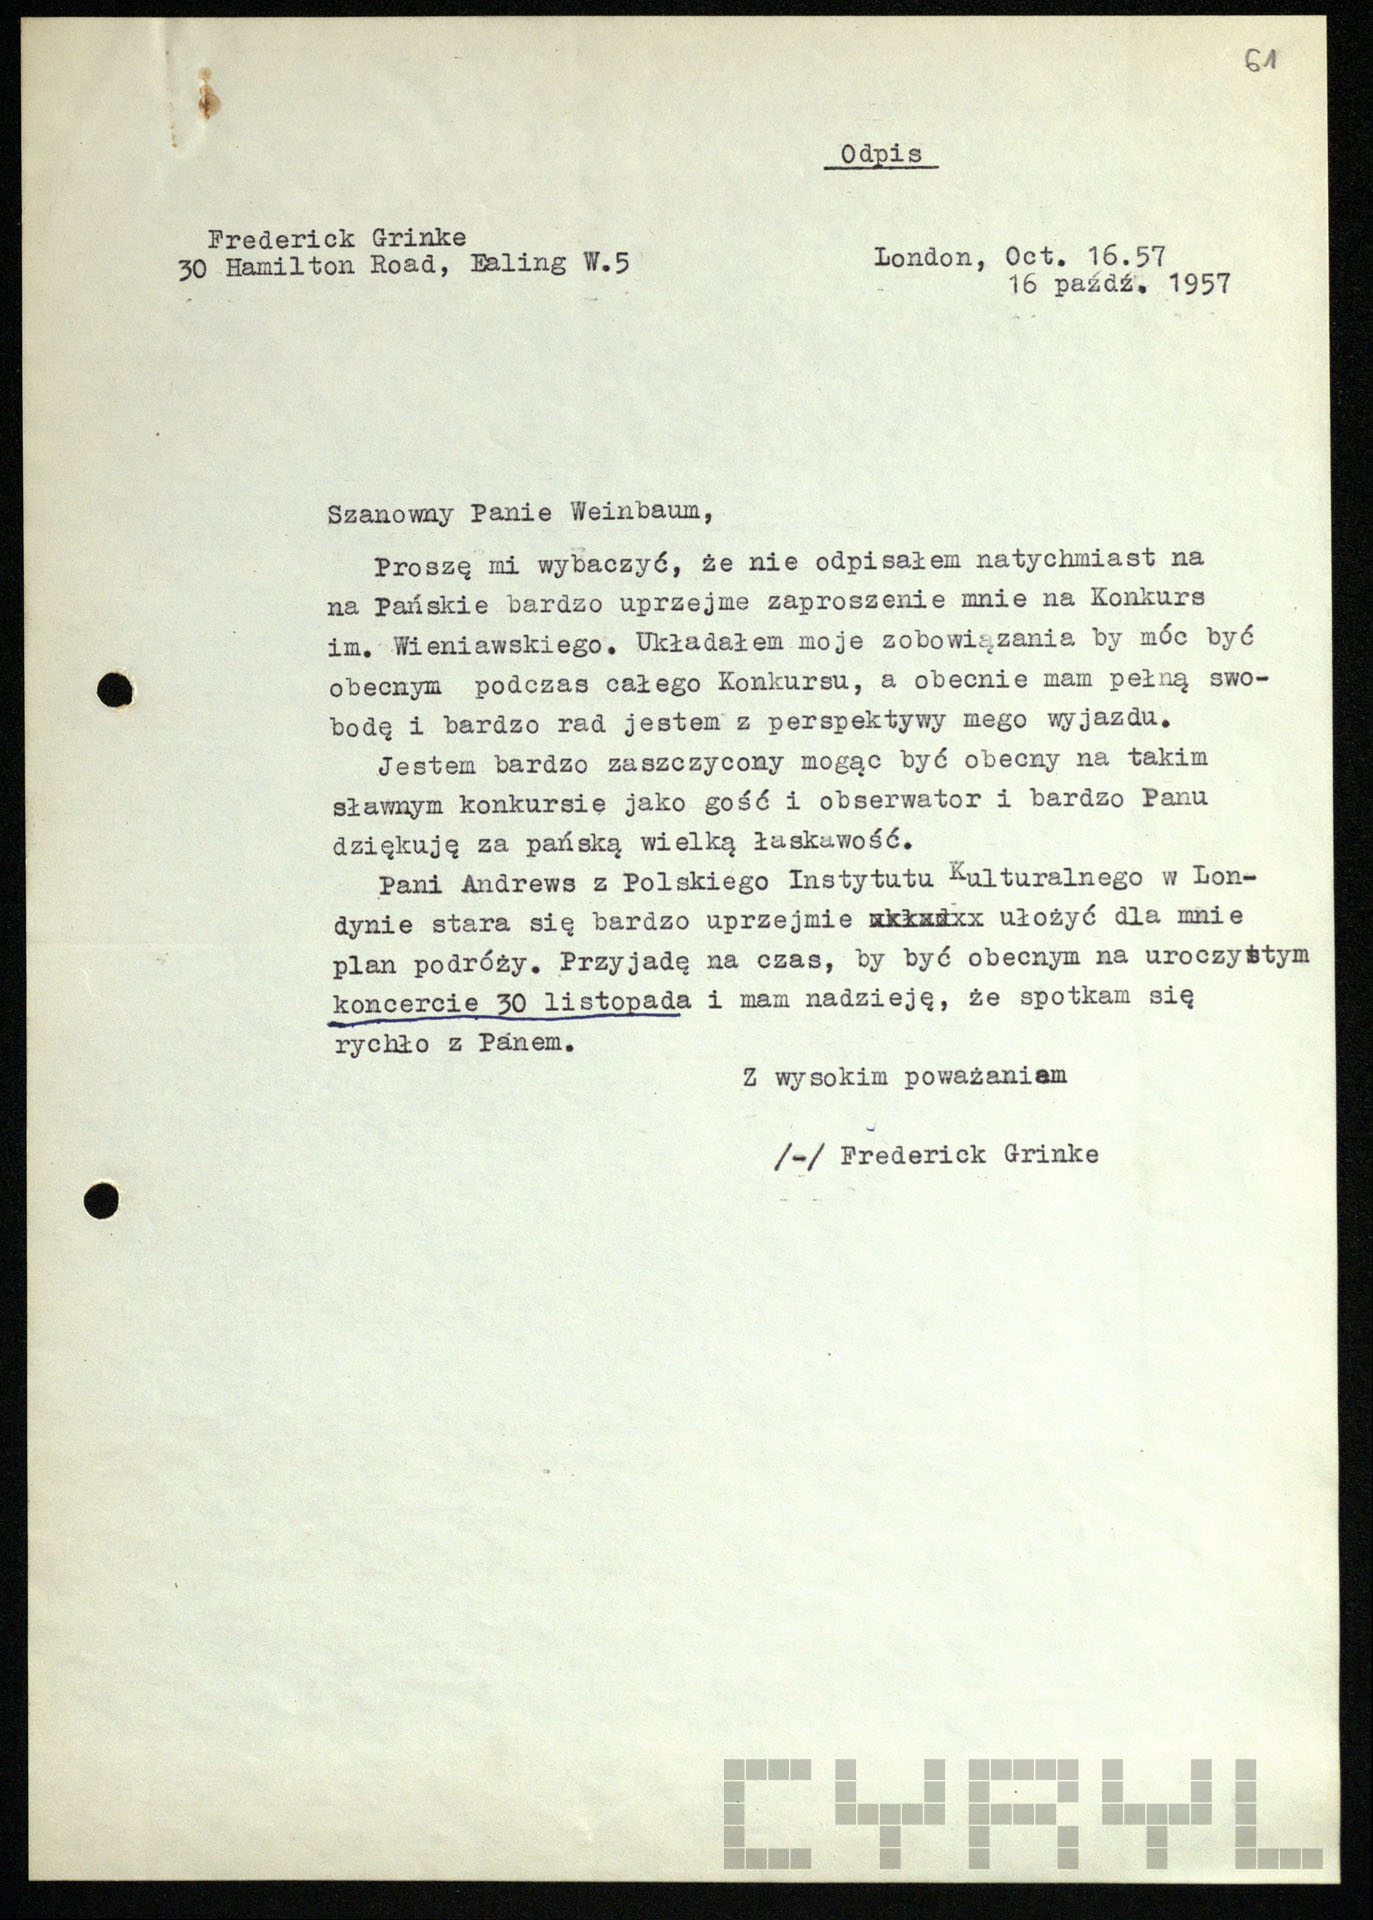 61
Odpis
Frederick Grinke
30 Hamilton Road, Ealing W.5
London, Oct. 16.57
16 paźdź. 1957
Szanowny Panie Weinbaum,
Proszę mi wybaczyć, że nie odpisałem natychmiast na
na Pańskie bardzo uprzejme zaproszenie mnie na Konkurs
im. Wieniawskiego. Układałem moje zobowiązania by móc być
obecnym podczas całego Konkursu, a obecnie mam pełną swo-
bodę i bardzo rad jestem z perspektywy mego wyjazdu.
Jestem bardzo zaszczycony mogąc być obecny na takim
sławnym konkursie jako gość i obserwator i bardzo Panu
dziękuję za pańską wielką łaskawość.
Pani Andrews z Polskiego Instytutu Kulturalnego w Lon-
dynie stara się bardzo uprzejmie ułożyć dla mnie
plan podróży. Przyjadę na czas, by być obecnym na uroczystym
koncercie 30 listopada i mam nadzieję, że spotkam się
rychło z Panem.
Z wysokim poważaniem
/-/ Frederick Grinke
CYRYL